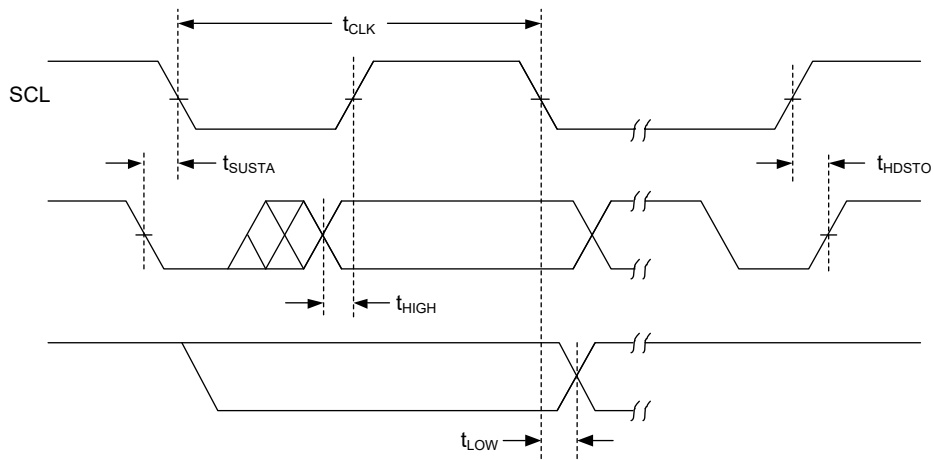 tCLK
SCL
tSUSTA
tHDSTO
tHIGH
tLOW